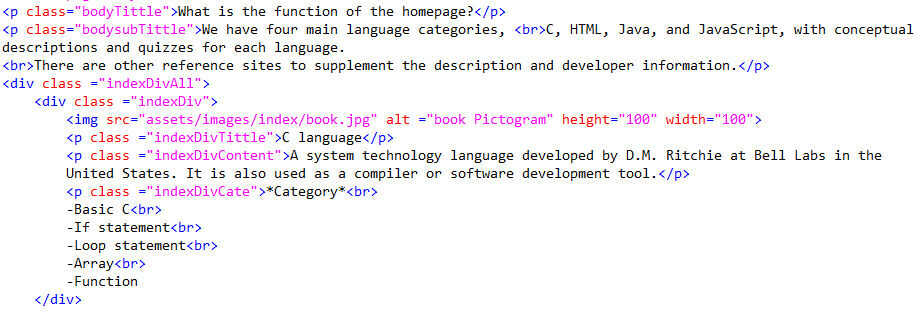 <p class="bodyTittle">What is the function of the homepage?</p>
<p class="bodysubTittle">We have four main language categories, <br>C, HTML, Java, and JavaScript, with conceptual
descriptions and quizzes for each language.
<br>There are other reference sites to supplement the description and developer information.</p>
<div class ="indexDivAll">
    <div class ="indexDiv">
        <img src="assets/images/index/book.jpg" alt ="book Pictogram" height="100" width="100">
        <p class ="indexDivTittle">C language</p>
        <p class ="indexDivContent">A system technology language developed by D.M. Ritchie at Bell Labs in the
        United States. It is also used as a compiler or software development tool.</p>
        <p class ="indexDivCate">*Category*<br>
        -Basic C<br>
        -If statement<br>
        -Loop statement<br>
        -Array<br>
        -Function
    </div>